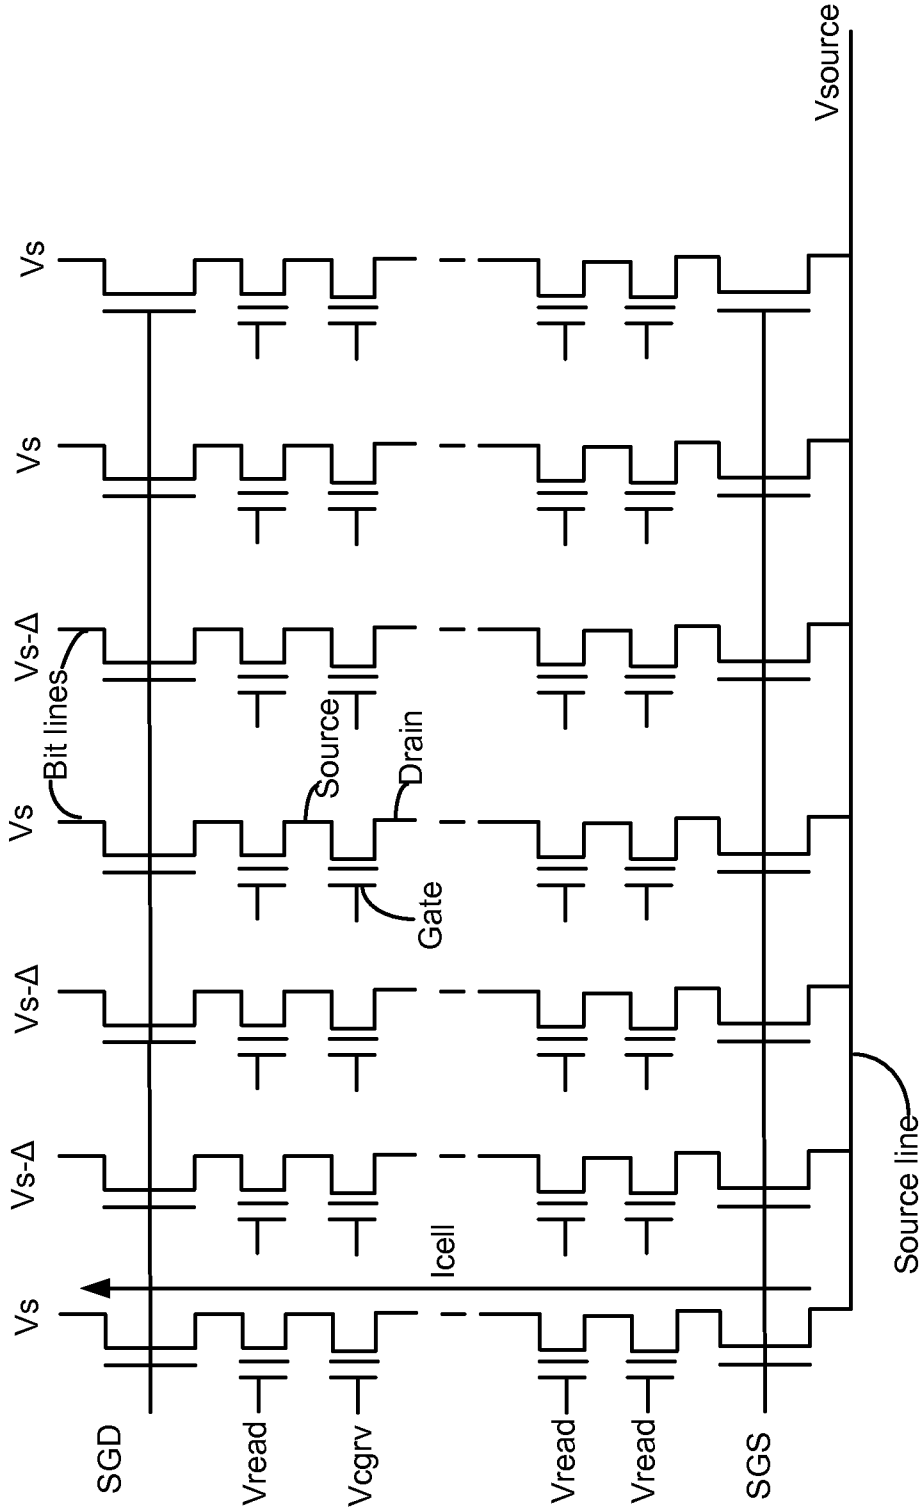 Vs
Vs-Δ
Vs-Δ
Vs
Vs-Δ
Vs
Vs
Bit lines
SGD
Vread
Source
Vcgrv
Drain
Gate
Icell
Vread
Vread
SGS
Vsource
Source line